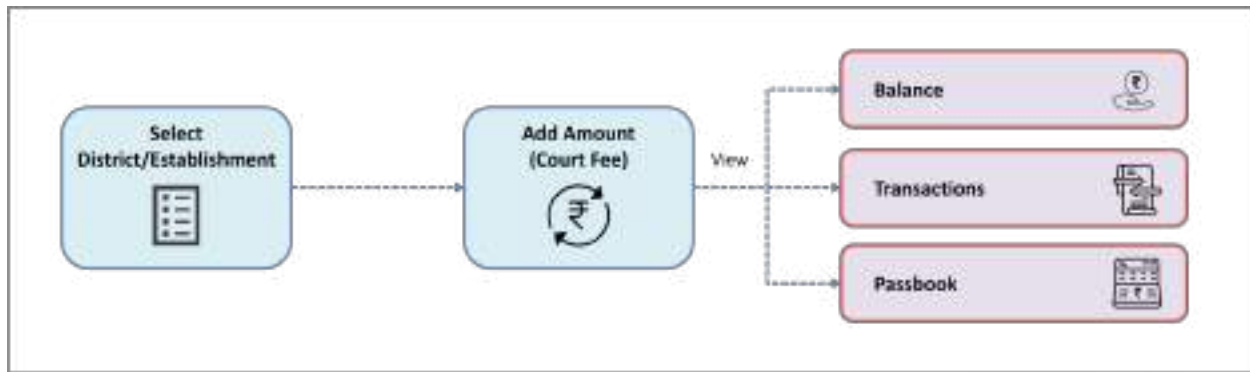 Select
District/Establishment
Add Amount
(Court Fee)
₹
View
Balance
₹
Transactions
Passbook
₹